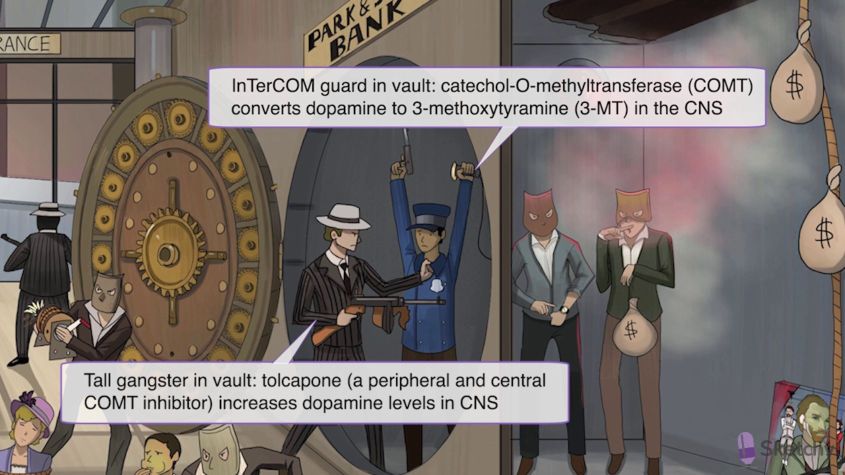 RANCE
PARK & S
BANK
InTerCOM guard in vault: catechol-O-methyltransferase (COMT)
converts dopamine to 3-methoxytyramine (3-MT) in the CNS
$
$
$
Tall gangster in vault: tolcapone (a peripheral and central
COMT inhibitor) increases dopamine levels in CNS
Sketchy